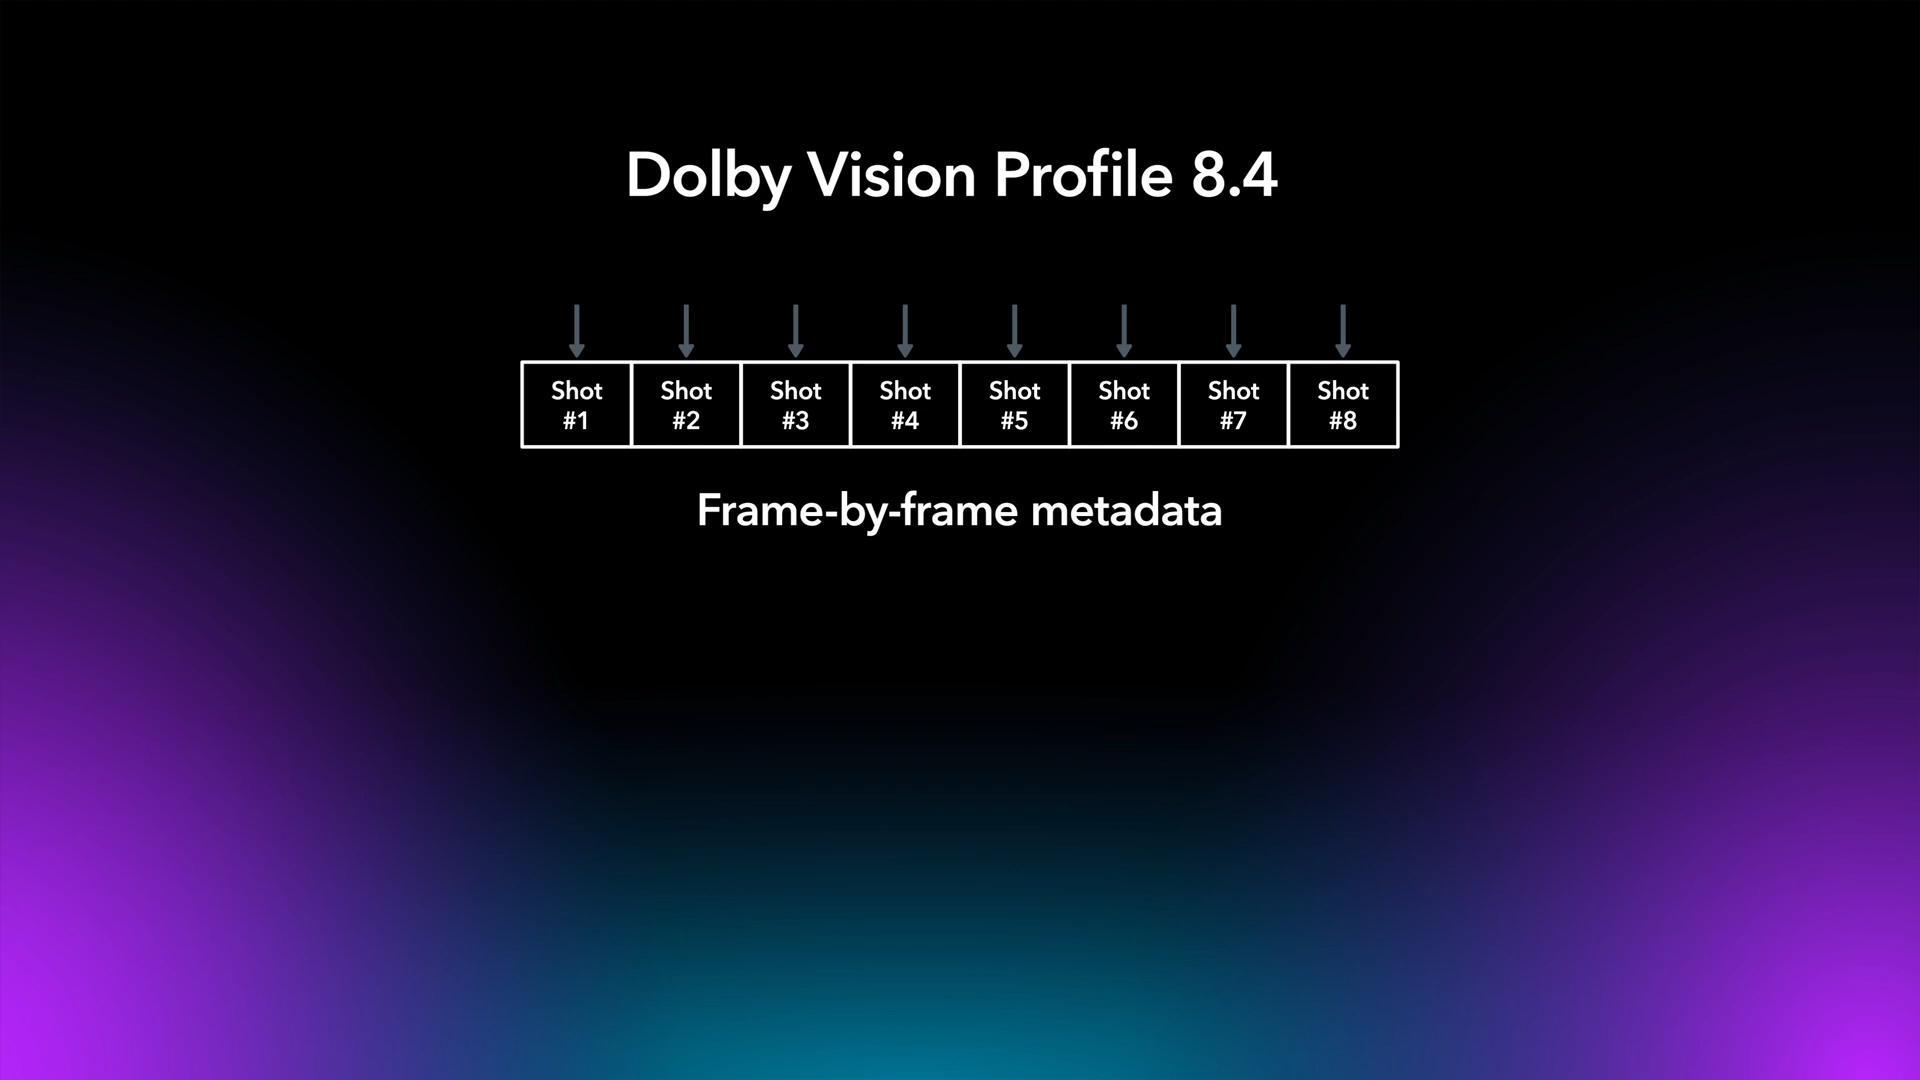 Dolby Vision Profile 8.4
Shot #1
Shot #2
Shot #3
Shot #4
Shot #5
Shot #6
Shot #7
Shot #8
Frame-by-frame metadata